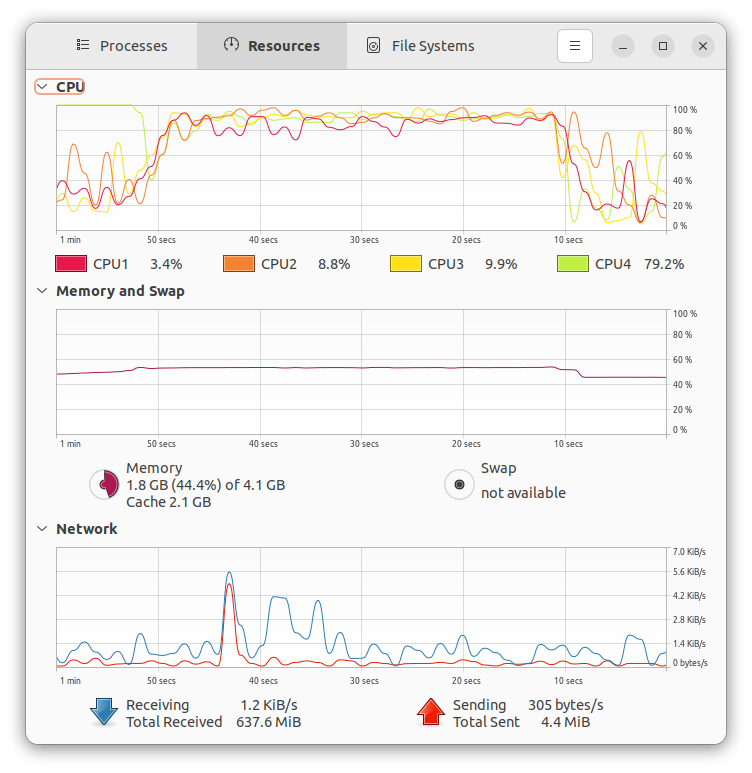 Processes Resources File Systems
CPU
100 %
80 %
60 %
40 %
20 %
0 %
1 min 50 secs 40 secs 30 secs 20 secs 10 secs
CPU1 3.4% CPU2 8.8% CPU3 9.9% CPU4 79.2%
Memory and Swap
100 %
80 %
60 %
40 %
20 %
0 %
1 min 50 secs 40 secs 30 secs 20 secs 10 secs
Memory
1.8 GB (44.4%) of 4.1 GB
Cache 2.1 GB
Swap
not available
Network
7.0 KiB/s
5.6 KiB/s
4.2 KiB/s
2.8 KiB/s
1.4 KiB/s
0 bytes/s
1 min 50 secs 40 secs 30 secs 20 secs 10 secs
Receiving 1.2 KiB/s
Total Received 637.6 MiB
Sending 305 bytes/s
Total Sent 4.4 MiB